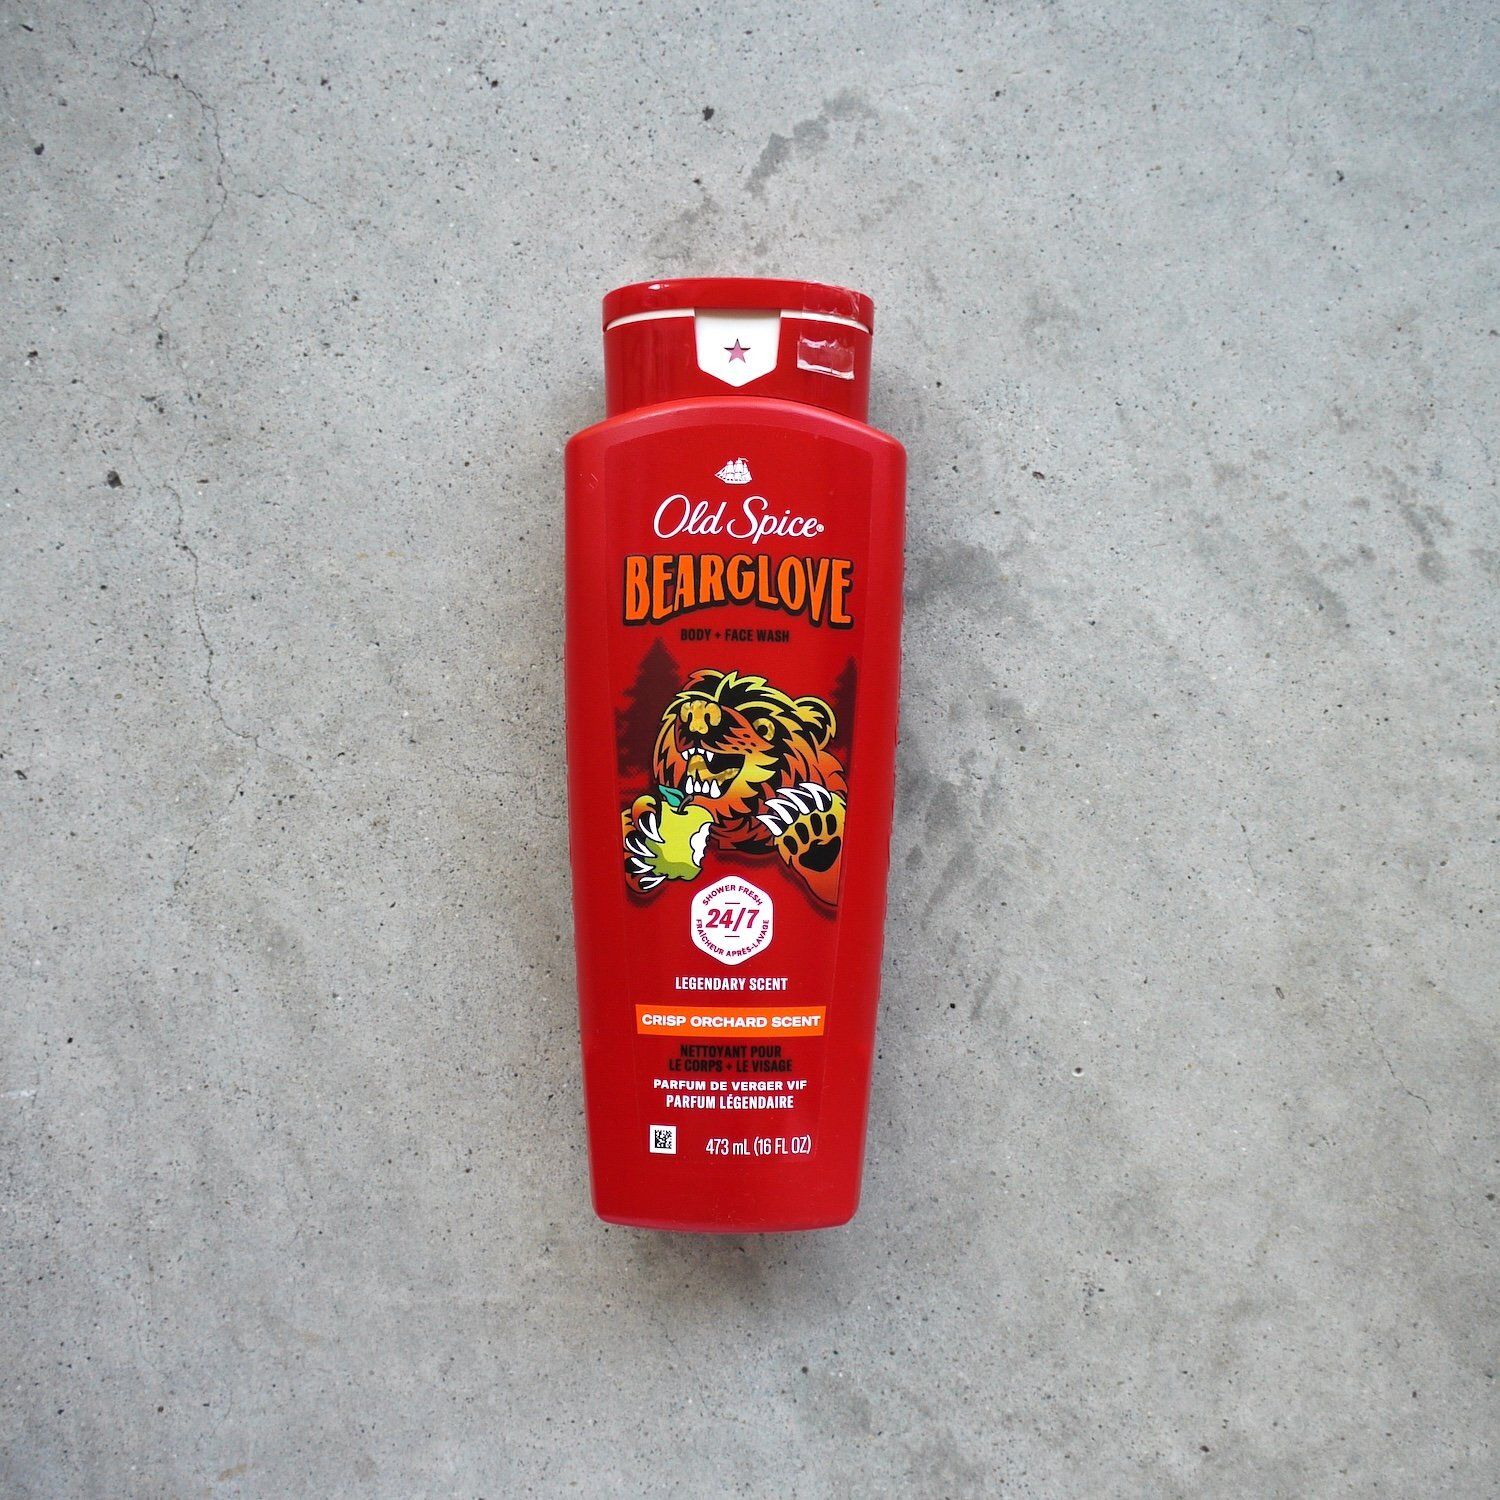 Old Spice®
BEARGLOVE
BODY + FACE WASH
SHOWER FRESH
24/7
FRAÎCHEUR APRÈS-LAVAGE
LEGENDARY SCENT
CRISP ORCHARD SCENT
NETTOYANT POUR
LE CORPS + LE VISAGE
PARFUM DE VERGER VIF
PARFUM LÉGENDAIRE
473 mL (16 FL OZ)